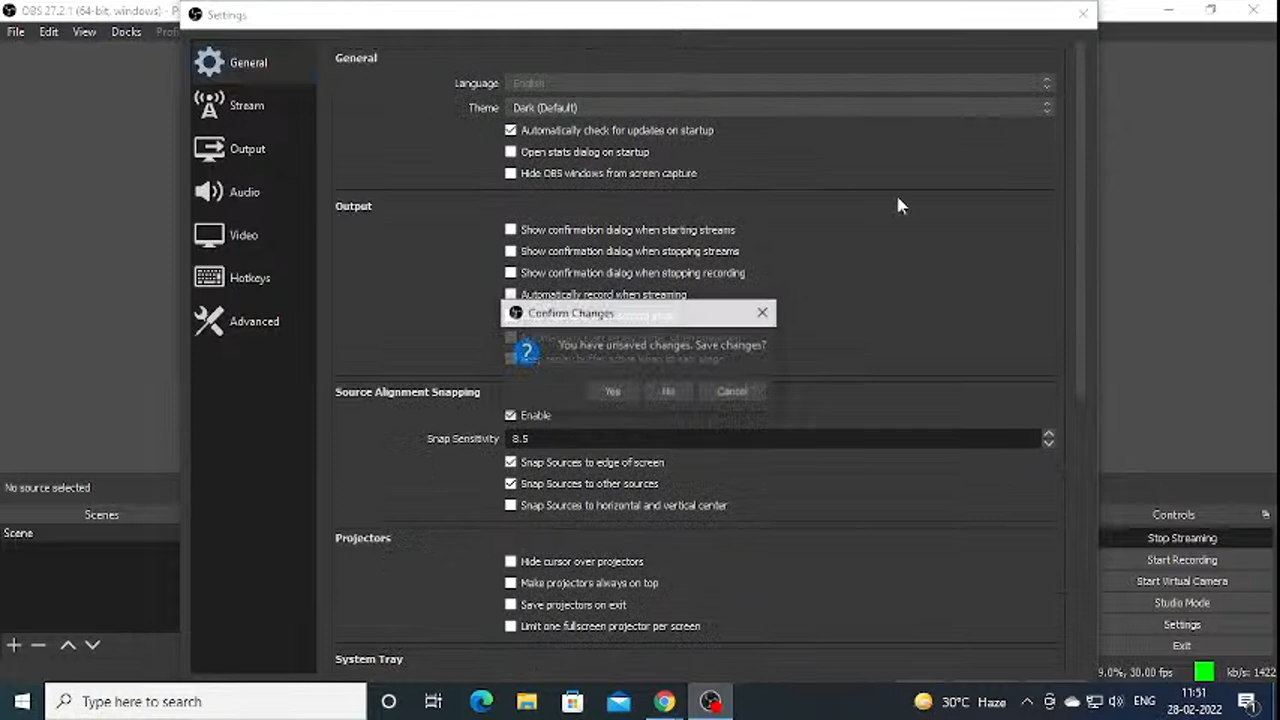 OBS 27.2.1 (64-bit, windows) - P
Settings
File Edit View Docks Profi
General
Stream
Output
Audio
Video
Hotkeys
Advanced
General
Language English
Theme Dark (Default)
Automatically check for updates on startup
Open stats dialog on startup
Hide OBS windows from screen capture
Output
Show confirmation dialog when starting streams
Show confirmation dialog when stopping streams
Show confirmation dialog when stopping recording
Automatically record when streaming
Confirm Changes
You have unsaved changes. Save changes?
Yes No Cancel
Source Alignment Snapping
Enable
Snap Sensitivity 8.5
Snap Sources to edge of screen
Snap Sources to other sources
Snap Sources to horizontal and vertical center
Projectors
Hide cursor over projectors
Make projectors always on top
Save projectors on exit
Limit one fullscreen projector per screen
System Tray
No source selected
Scenes
Scene
Controls
Stop Streaming
Start Recording
Start Virtual Camera
Studio Mode
Settings
Exit
9.0%, 30.00 fps kb/s: 1422
Type here to search
30°C Haze
ENG
11:51
28-02-2022